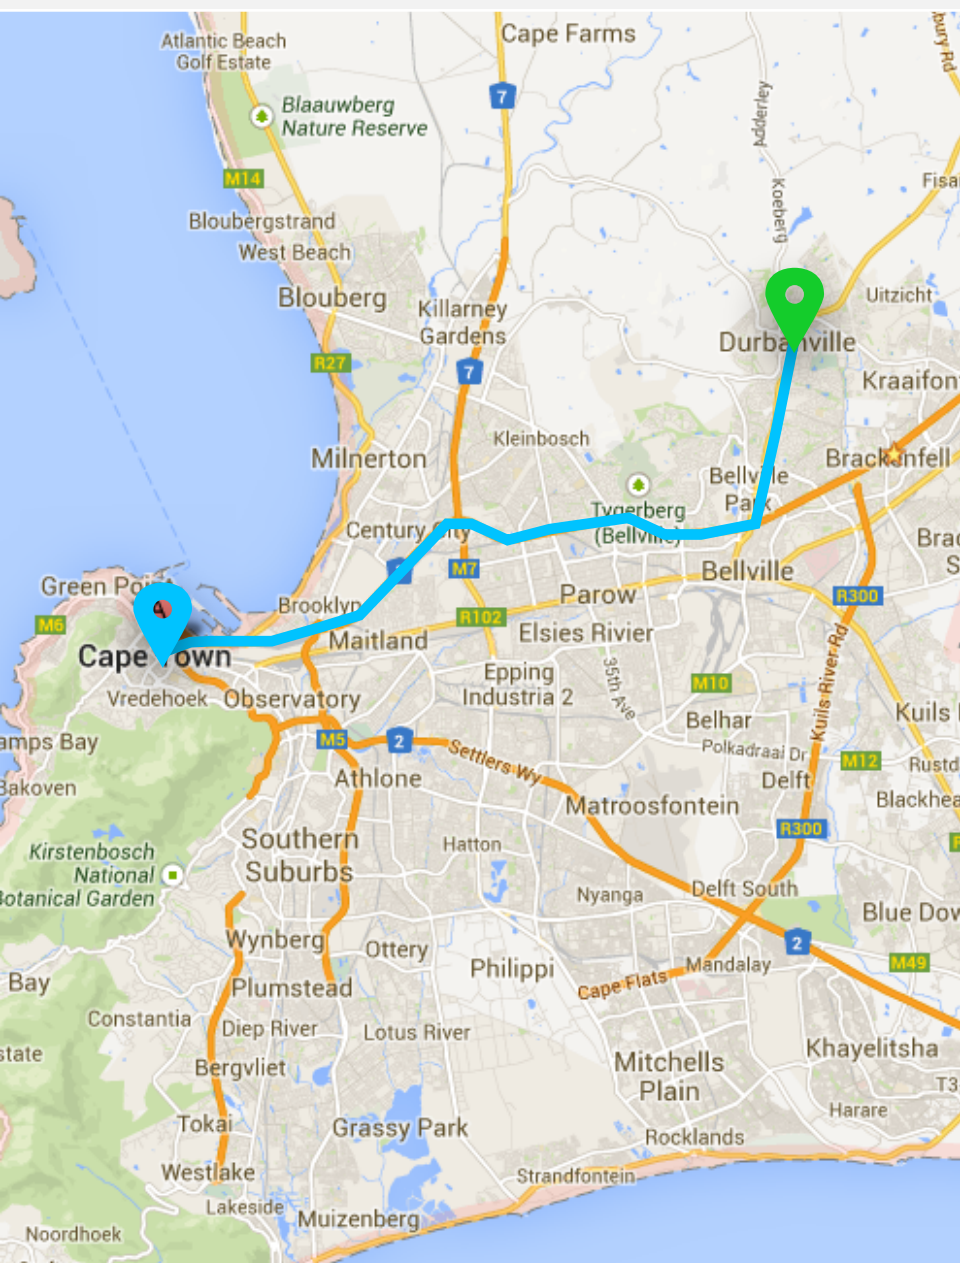 Cape Farms
Atlantic Beach
Golf Estate
7
Adderley
Blaauwberg
Nature Reserve
M14
Koeberg
Bloubergstrand
West Beach
Blouberg
Killarney
Gardens
Uitzicht
Durbanville
R27
7
Kleinbosch
Milnerton
Brackenfell
Bellville
Park
Tygerberg
(Bellville)
Century City
M7
Bellville
Green Point
Brooklyn
Parow
R300
M6
R102
Maitland
Elsies Rivier
Cape Town
Epping
Industria 2
35th Ave
M10
Kuils River Rd
Vredehoek
Observatory
Belhar
M5
2
Settlers Wy
Polkadraai Dr
M12
Bakoven
Athlone
Delft
Matroosfontein
R300
Southern
Suburbs
Hatton
Kirstenbosch
National
Botanical Garden
Nyanga
Delft South
Wynberg
Ottery
2
Philippi
Mandalay
M49
Bay
Plumstead
Cape Flats
Constantia
Diep River
Lotus River
Khayelitsha
Bergvliet
Mitchells
Plain
Harare
Tokai
Grassy Park
Rocklands
Westlake
Strandfontein
Lakeside
Muizenberg
Noordhoek